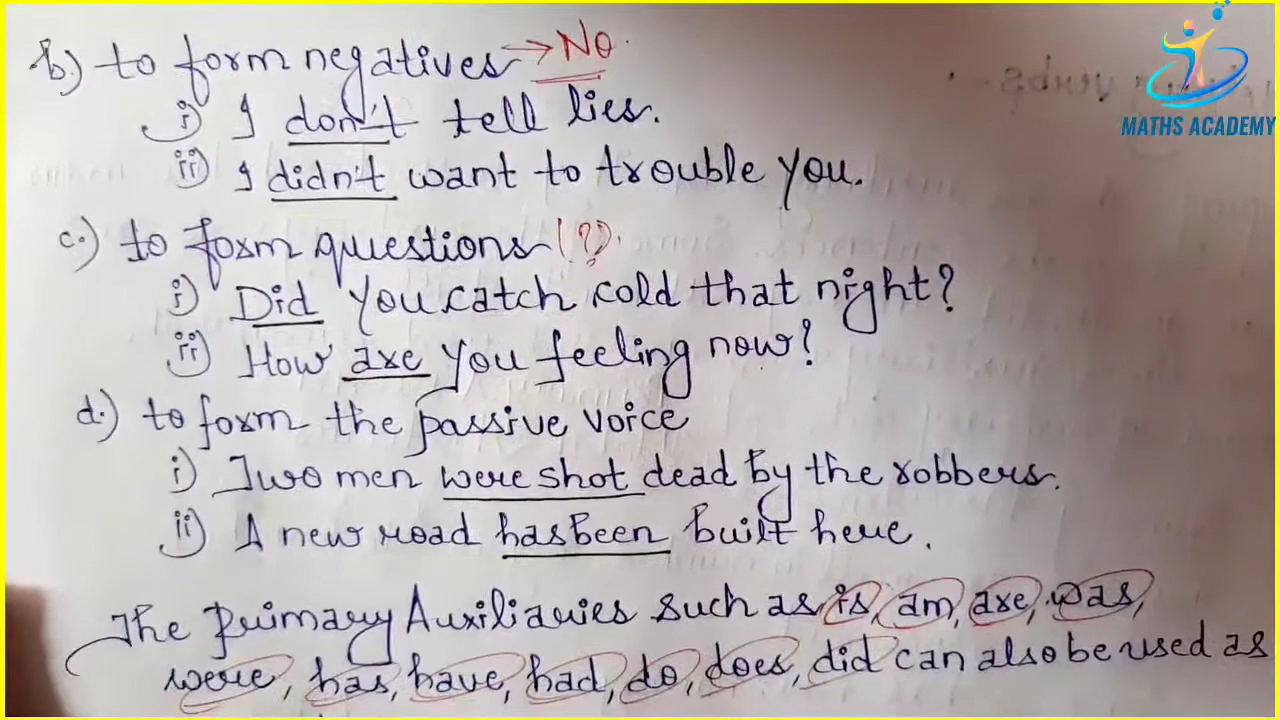 b.) to form negatives → No.
i) I don't tell lies.
ii) I didn't want to trouble you.
c.) to form questions (?).
i) Did you catch cold that night?
ii) How are you feeling now?
d.) to form the passive voice
i) Two men were shot dead by the robbers.
ii) A new road has been built here.
The Primary Auxiliaries such as is, am, are, was,
were, has, have, had, do, does, did can also be used as
MATHS ACADEMY